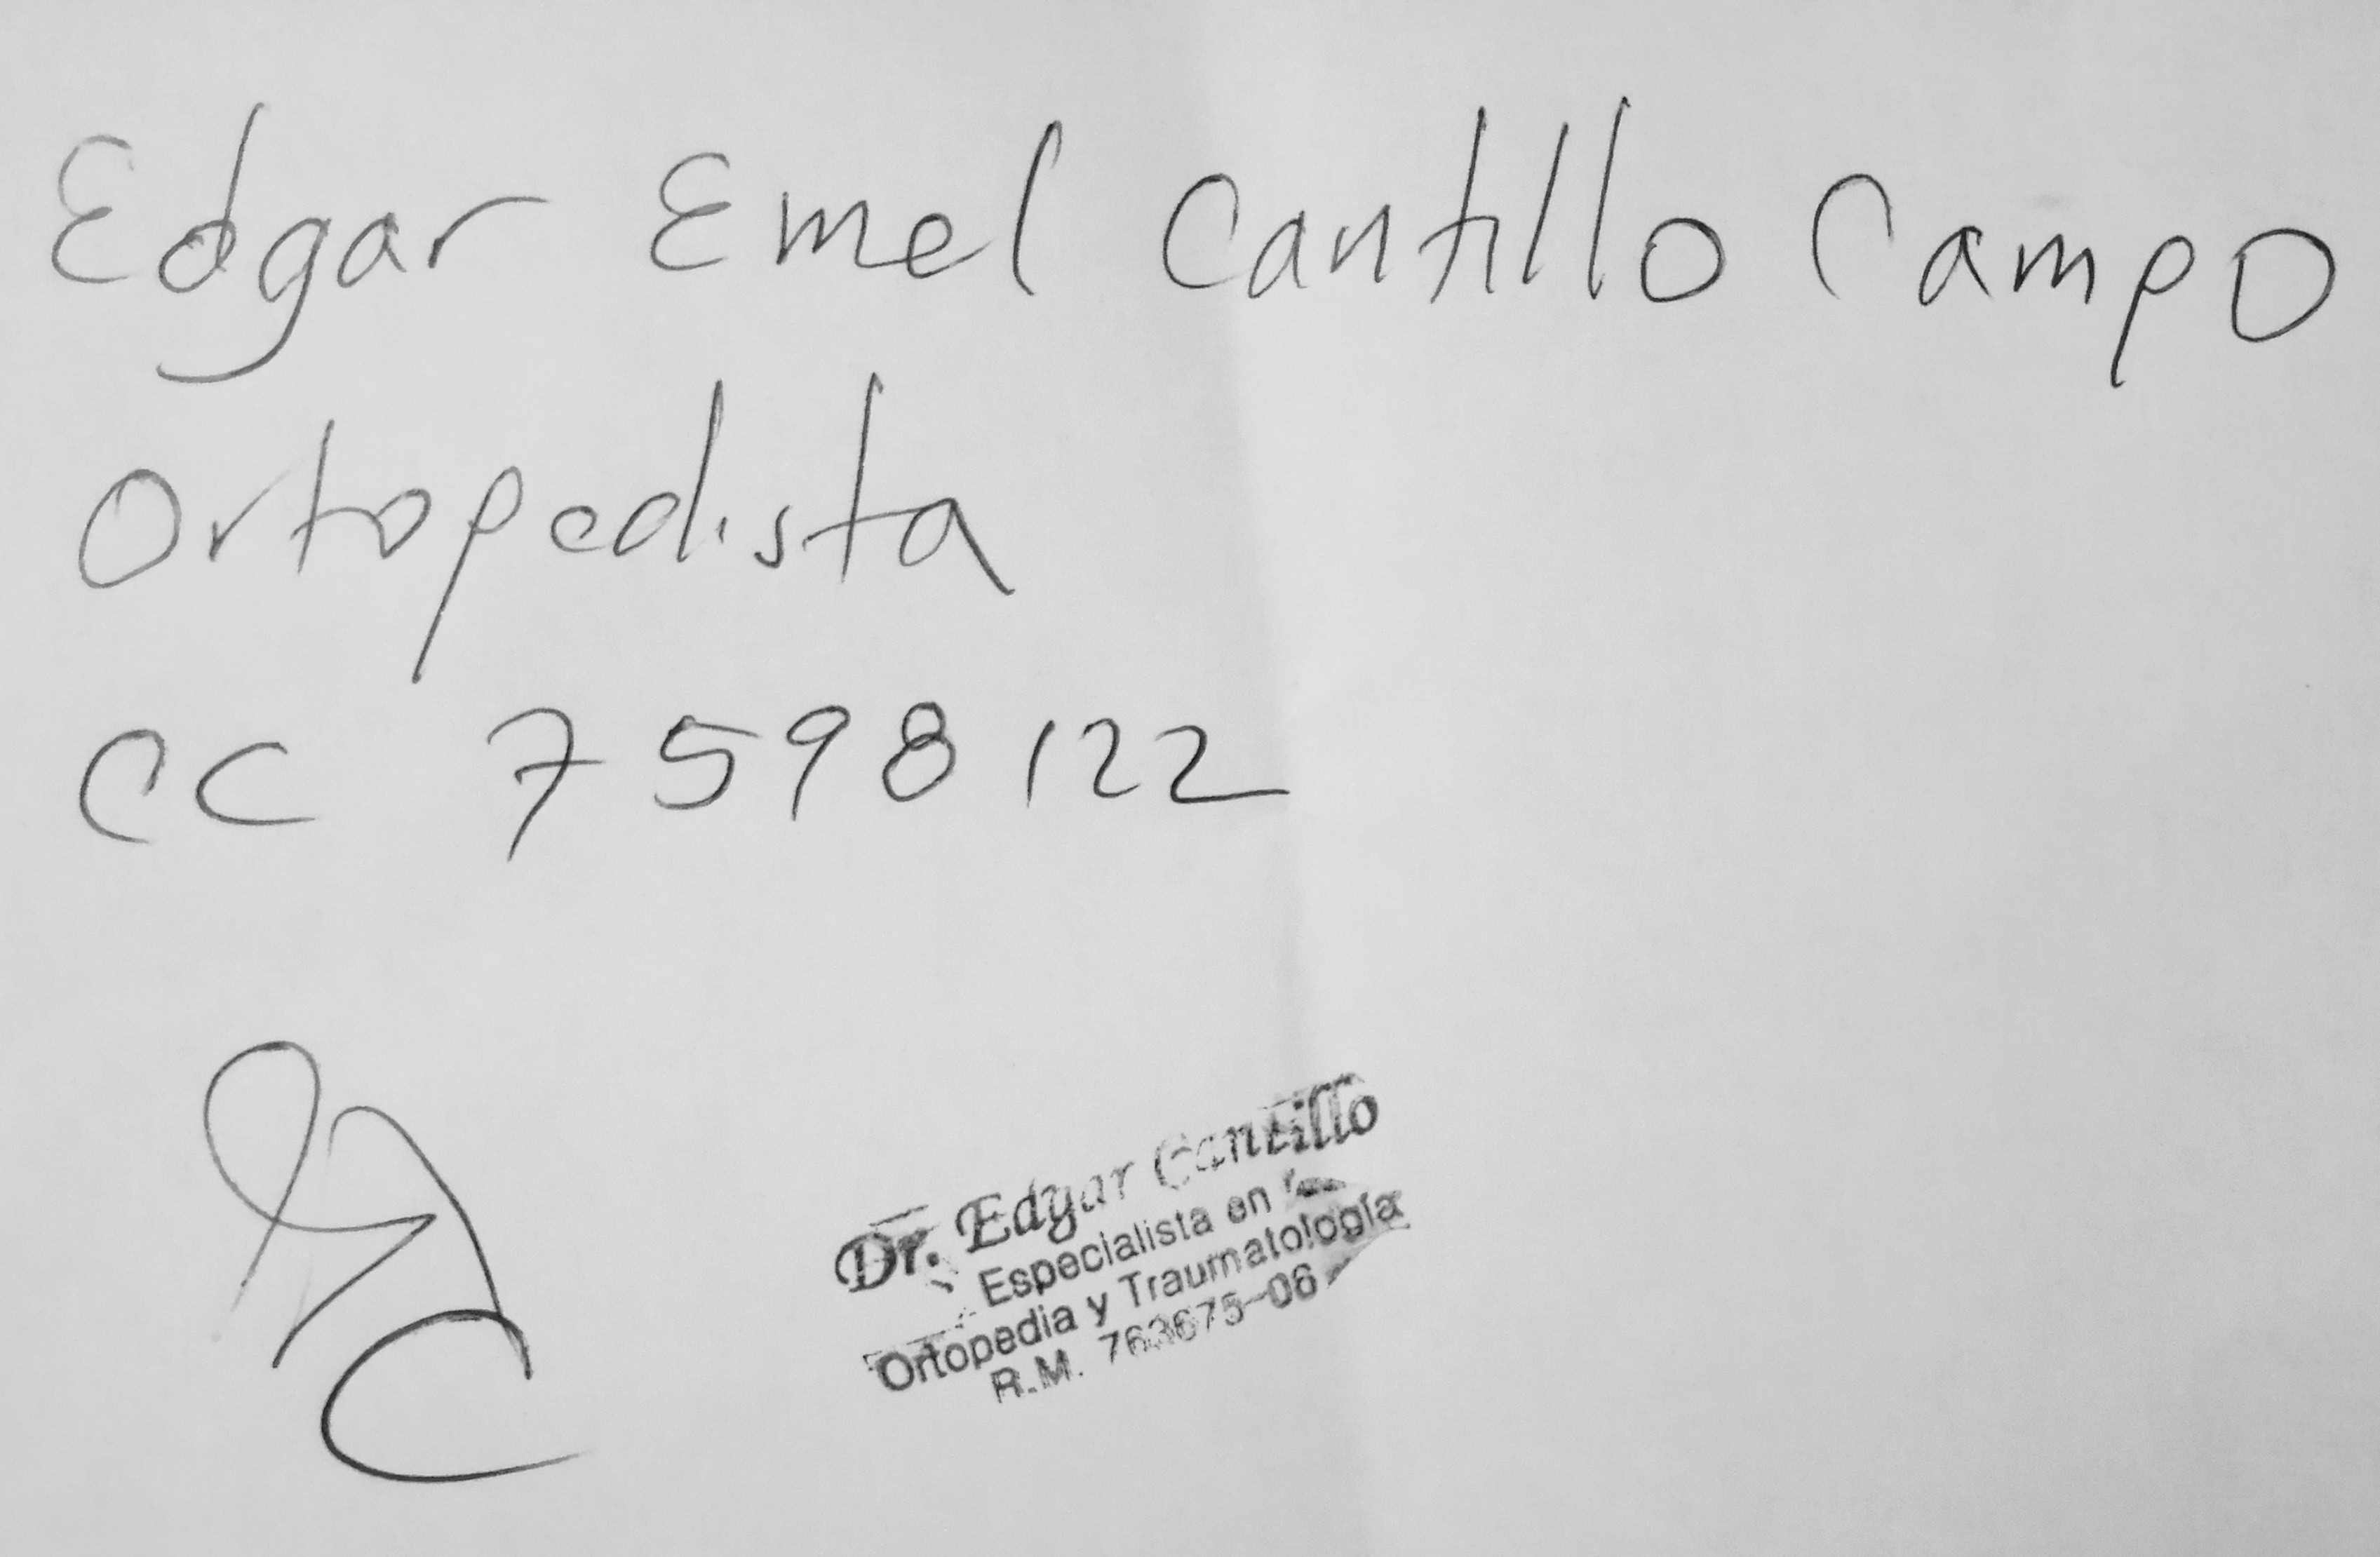 Edgar Emel Cantillo Campo
Ortopedista
CC 7598122
Dr. Edgar Cantillo
Especialista en
Ortopedia y Traumatología
R.M. 763675-06